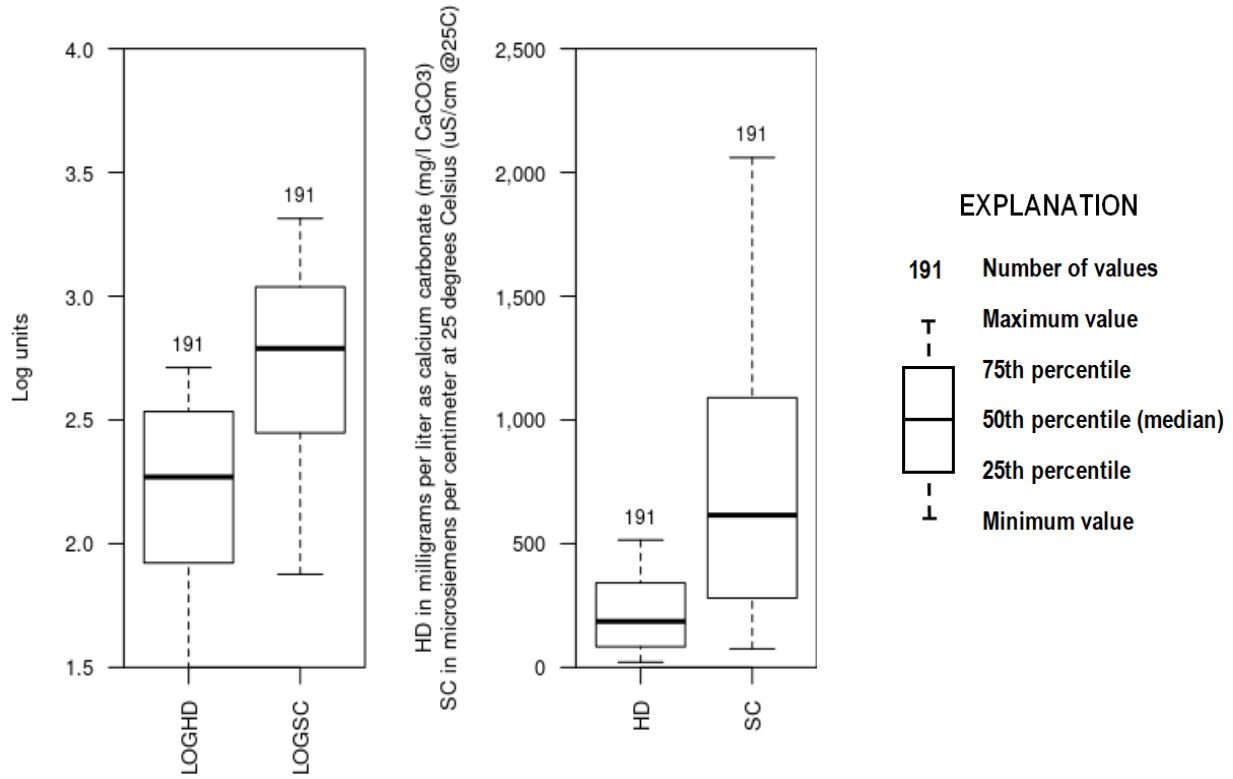 Log units
4.0
3.5
3.0
2.5
2.0
1.5
191
191
LOGHD
LOGSC
HD in milligrams per liter as calcium carbonate (mg/l CaCO3)
SC in microsiemens per centimeter at 25 degrees Celsius (uS/cm @25C)
2,500
2,000
1,500
1,000
500
0
191
191
HD
SC
EXPLANATION
191 Number of values
Maximum value
75th percentile
50th percentile (median)
25th percentile
Minimum value